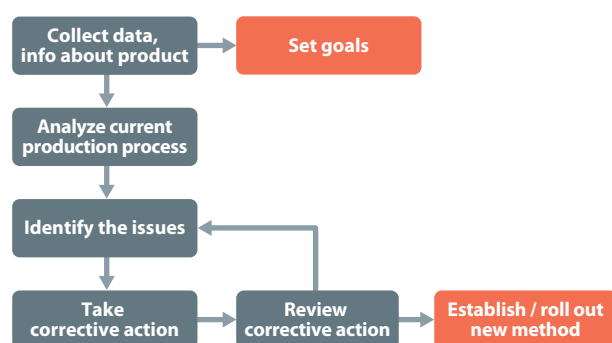 Collect data,
info about product
Set goals
Analyze current
production process
Identify the issues
Take
corrective action
Review
corrective action
Establish / roll out
new method